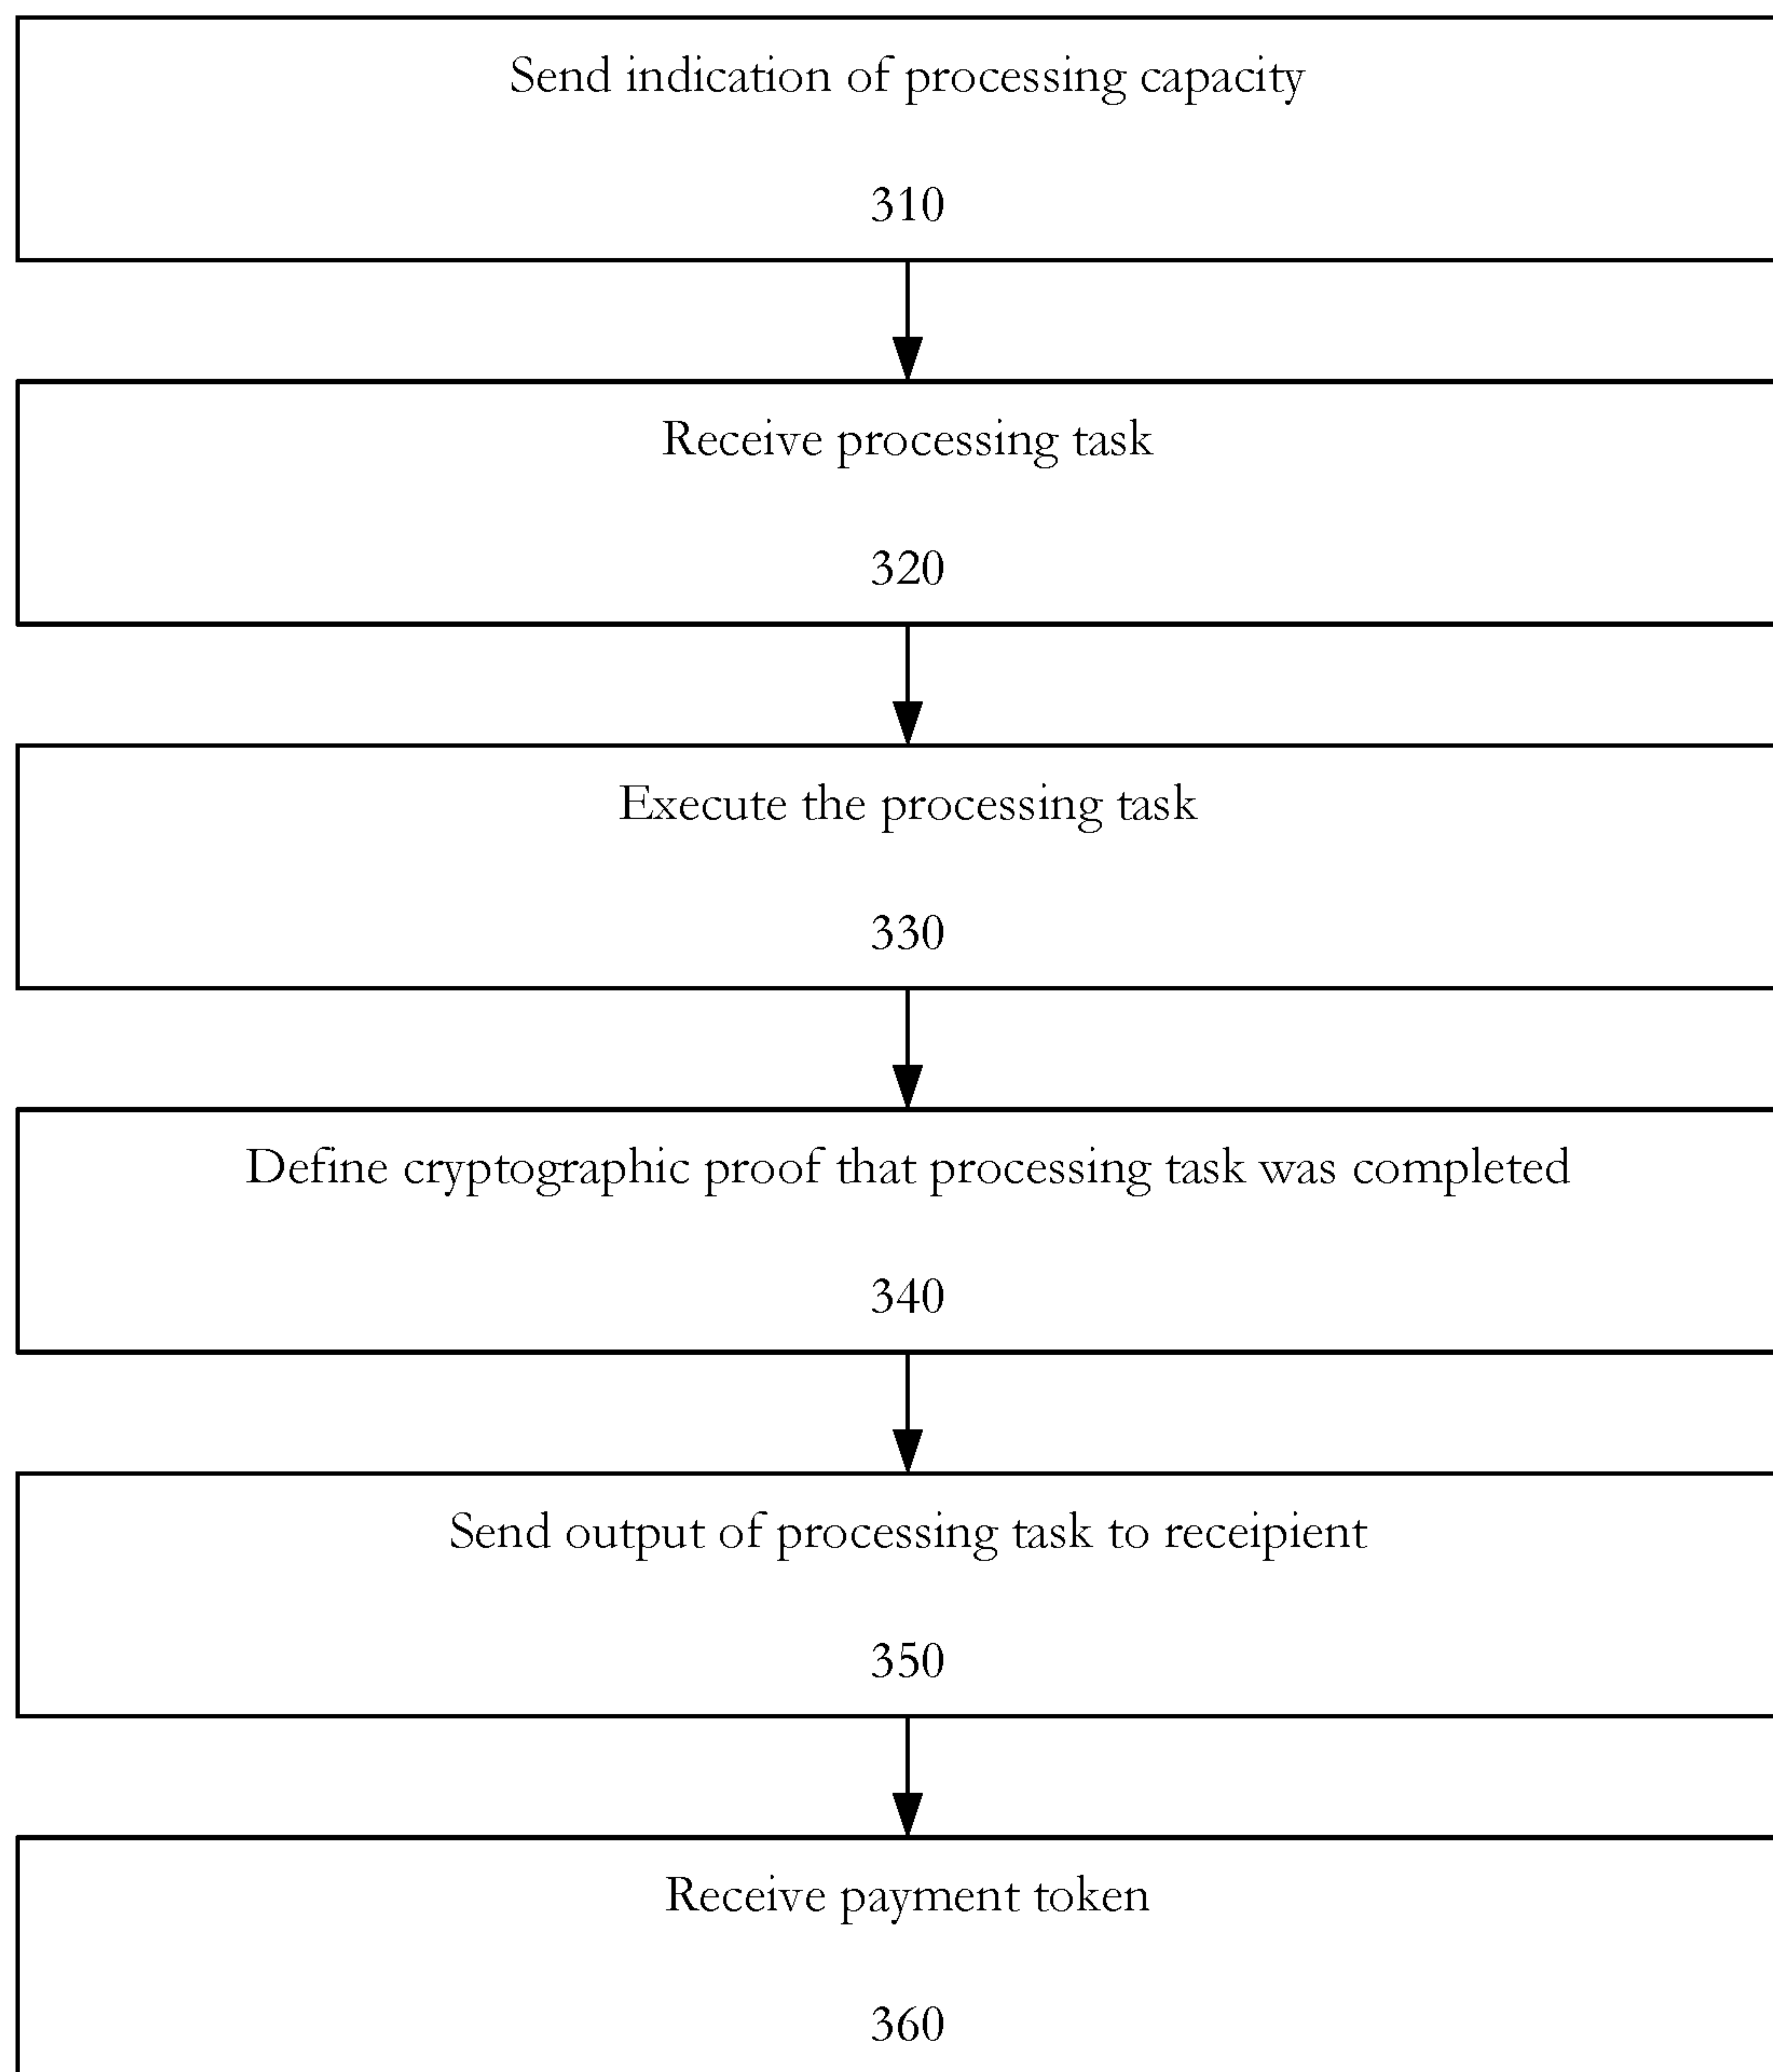 Send indication of processing capacity
310
Receive processing task
320
Execute the processing task
330
Define cryptographic proof that processing task was completed
340
Send output of processing task to receipient
350
Receive payment token
360